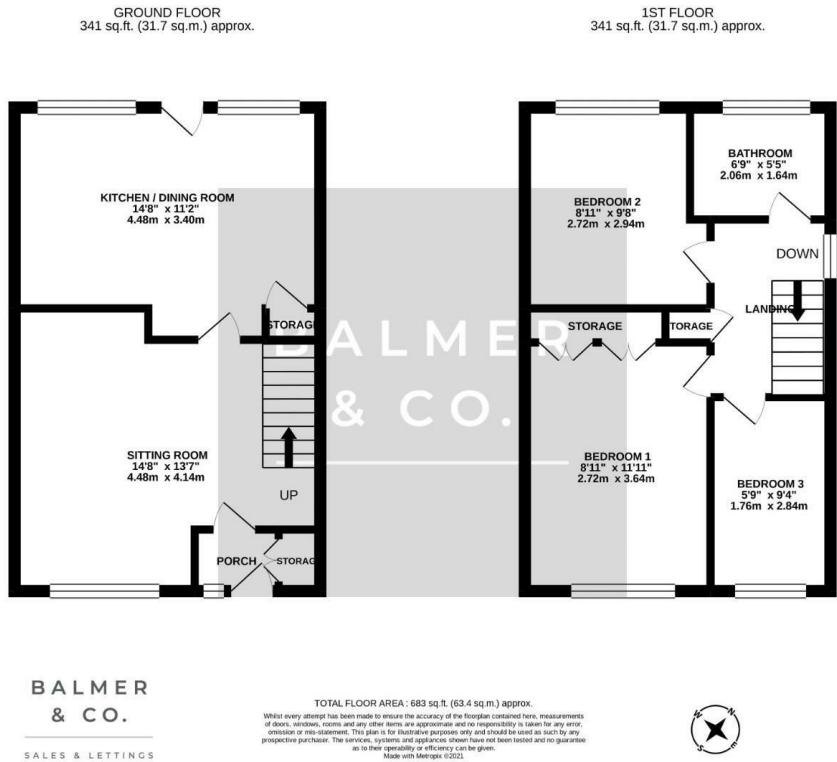 GROUND FLOOR
341 sq.ft. (31.7 sq.m.) approx.
1ST FLOOR
341 sq.ft. (31.7 sq.m.) approx.
KITCHEN / DINING ROOM
14'8" x 11'2"
4.48m x 3.40m
STORAGE
SITTING ROOM
14'8" x 13'7"
4.48m x 4.14m
UP
PORCH
STORAG
BATHROOM
6'9" x 5'5"
2.06m x 1.64m
BEDROOM 2
8'11" x 9'8"
2.72m x 2.94m
DOWN
LANDING
STORAGE
TORAGE
BEDROOM 1
8'11" x 11'11"
2.72m x 3.64m
BEDROOM 3
5'9" x 9'4"
1.76m x 2.84m
BALMER
& CO.
BALMER
& CO.
SALES & LETTINGS
TOTAL FLOOR AREA : 683 sq.ft. (63.4 sq.m.) approx.
Whilst every attempt has been made to ensure the accuracy of the floorplan contained here, measurements
of doors, windows, rooms and any other items are approximate and no responsibility is taken for any error,
omission or mis-statement. This plan is for illustrative purposes only and should be used as such by any
prospective purchaser. The services, systems and appliances shown have not been tested and no guarantee
as to their operability or efficiency can be given.
Made with Metropix ©2021
N
E
S
W